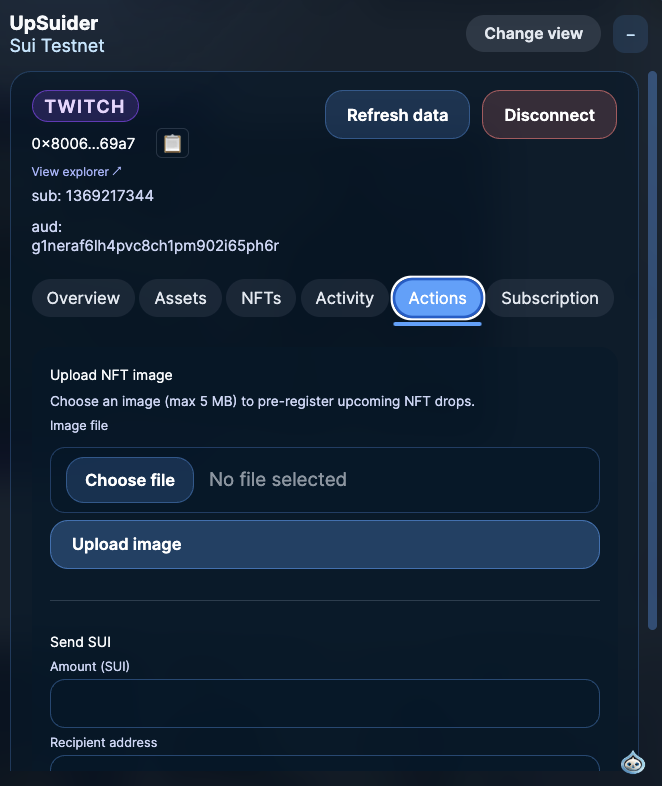 UpSuider
Sui Testnet
Change view
–
TWITCH
Refresh data
Disconnect
0x8006...69a7
View explorer ↗
sub: 1369217344
aud:
g1neraf6lh4pvc8ch1pm902i65ph6r
Overview
Assets
NFTs
Activity
Actions
Subscription
Upload NFT image
Choose an image (max 5 MB) to pre-register upcoming NFT drops.
Image file
Choose file
No file selected
Upload image
Send SUI
Amount (SUI)
Recipient address